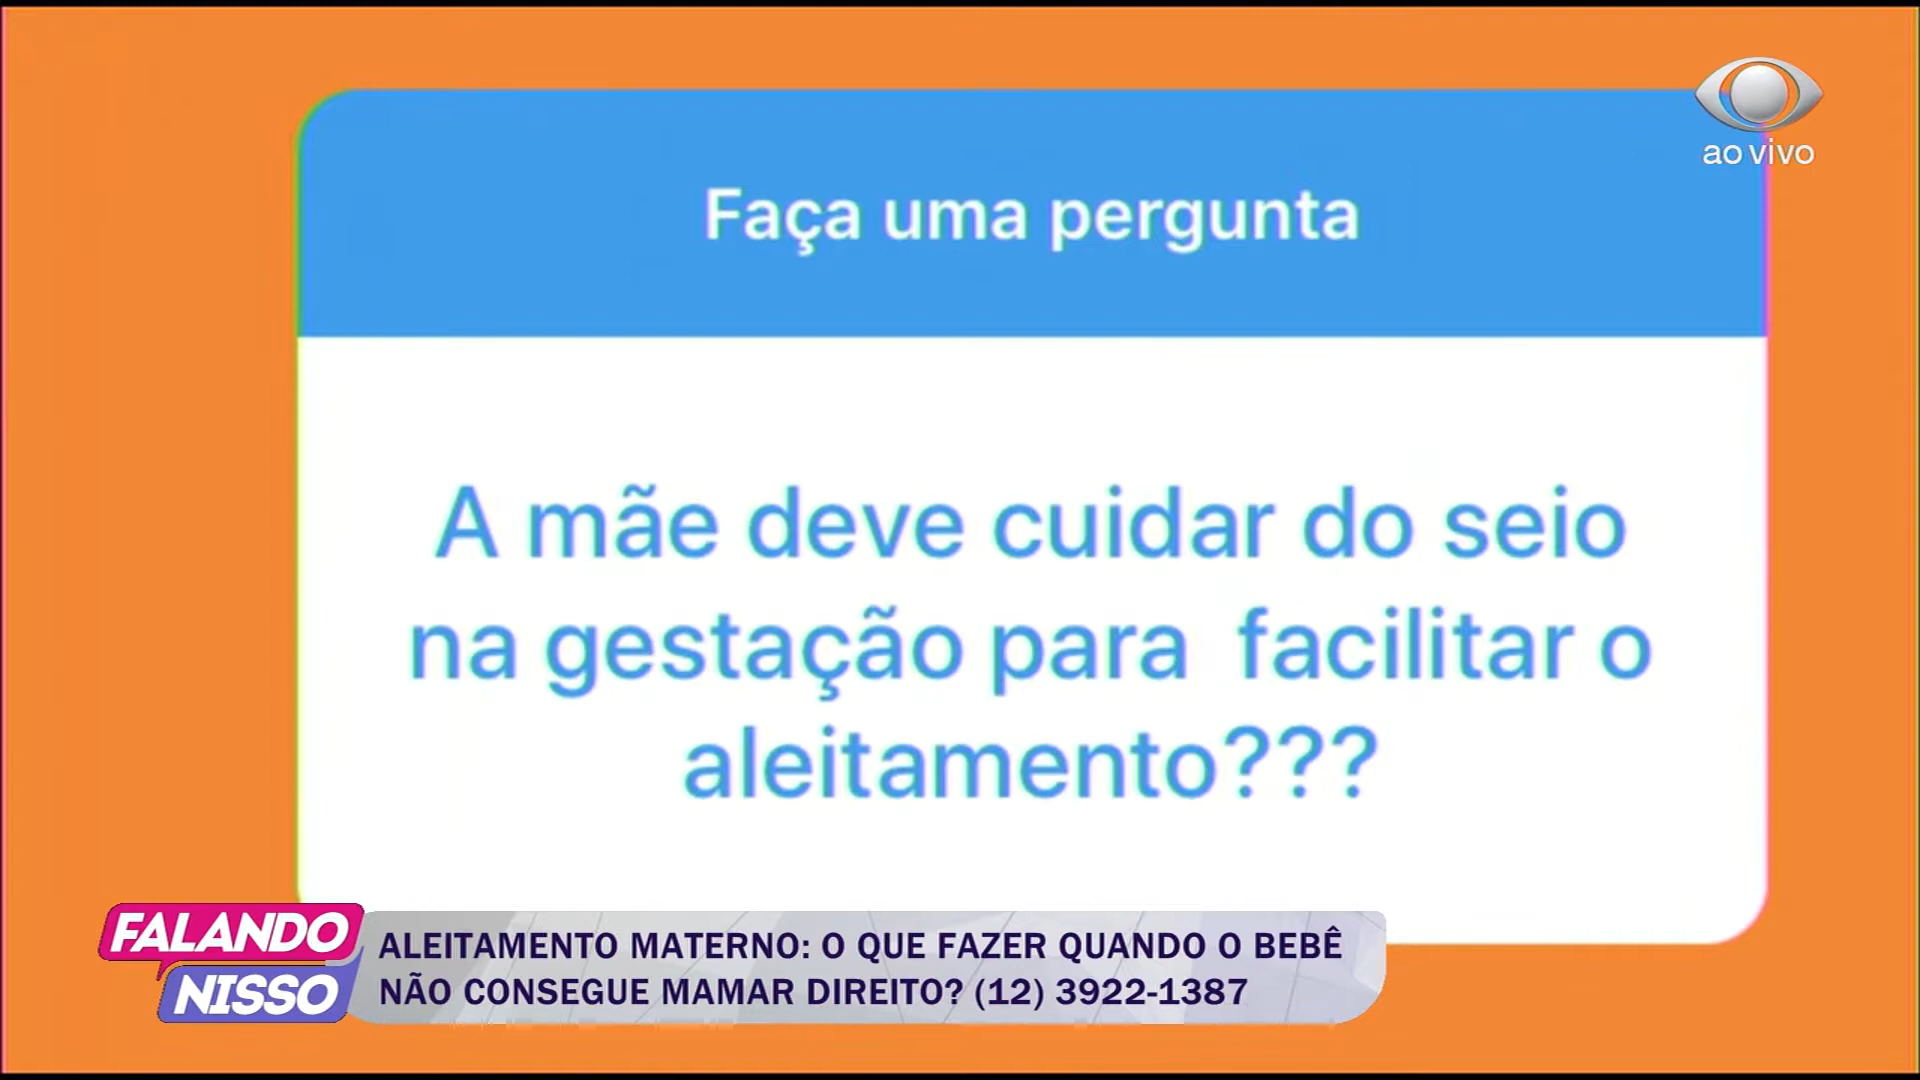 ao vivo
Faça uma pergunta
A mãe deve cuidar do seio
na gestação para  facilitar o
aleitamento???
FALANDO
NISSO
ALEITAMENTO MATERNO: O QUE FAZER QUANDO O BEBÊ
NÃO CONSEGUE MAMAR DIREITO? (12) 3922-1387